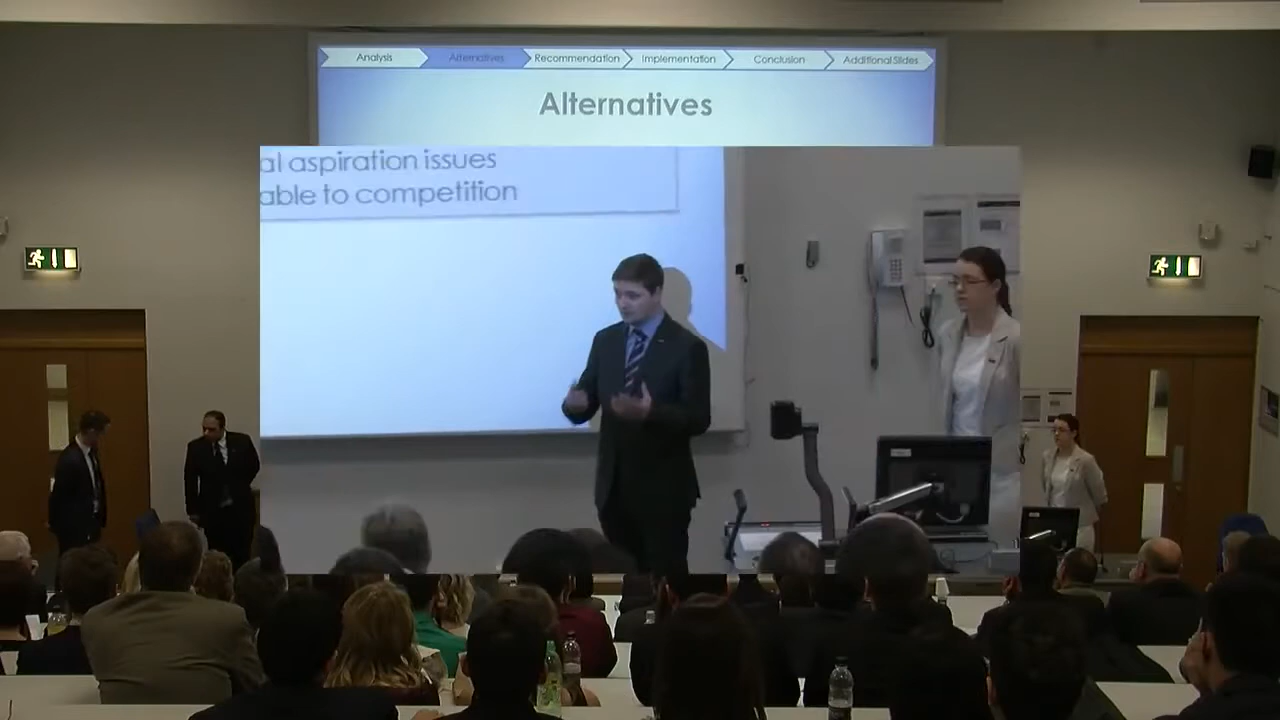 Analysis
Alternatives
Recommendation
Implementation
Conclusion
Additional Slides
Alternatives
al aspiration issues
able to competition